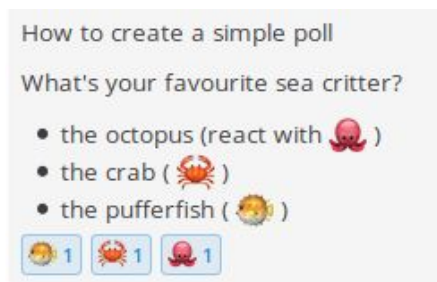 How to create a simple poll
What's your favourite sea critter?
• the octopus (react with 🐙 )
• the crab ( 🦀 )
• the pufferfish ( 🐡 )
🐡 1 🦀 1 🐙 1